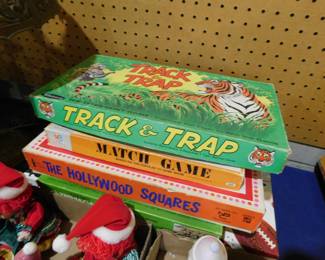 TRACK
TRAP
TRACK & TRAP
MATCH GAME
THE HOLLYWOOD SQUARES